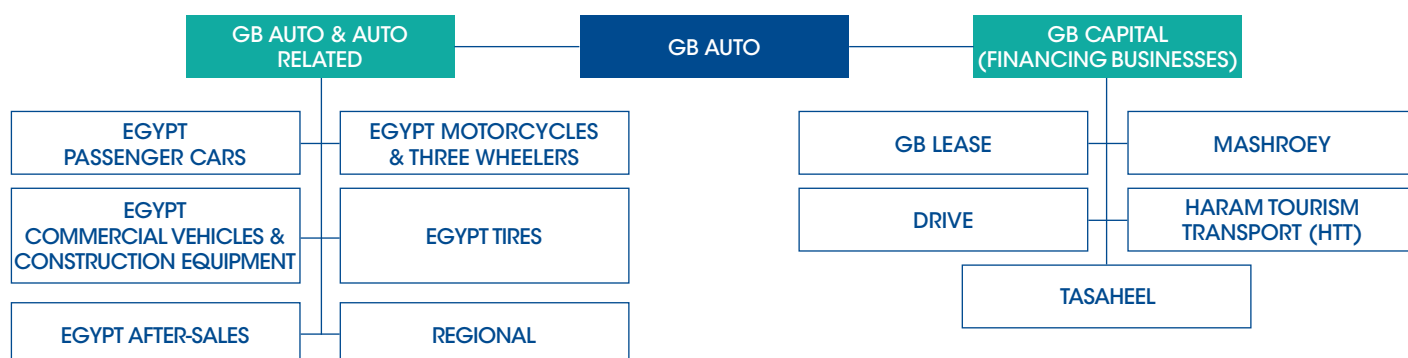 GB AUTO & AUTO
RELATED
GB AUTO
GB CAPITAL
(FINANCING BUSINESSES)
EGYPT
PASSENGER CARS
EGYPT MOTORCYCLES
& THREE WHEELERS
EGYPT
COMMERCIAL VEHICLES &
CONSTRUCTION EQUIPMENT
EGYPT TIRES
EGYPT AFTER-SALES
REGIONAL
GB LEASE
MASHROEY
DRIVE
HARAM TOURISM
TRANSPORT (HTT)
TASAHEEL